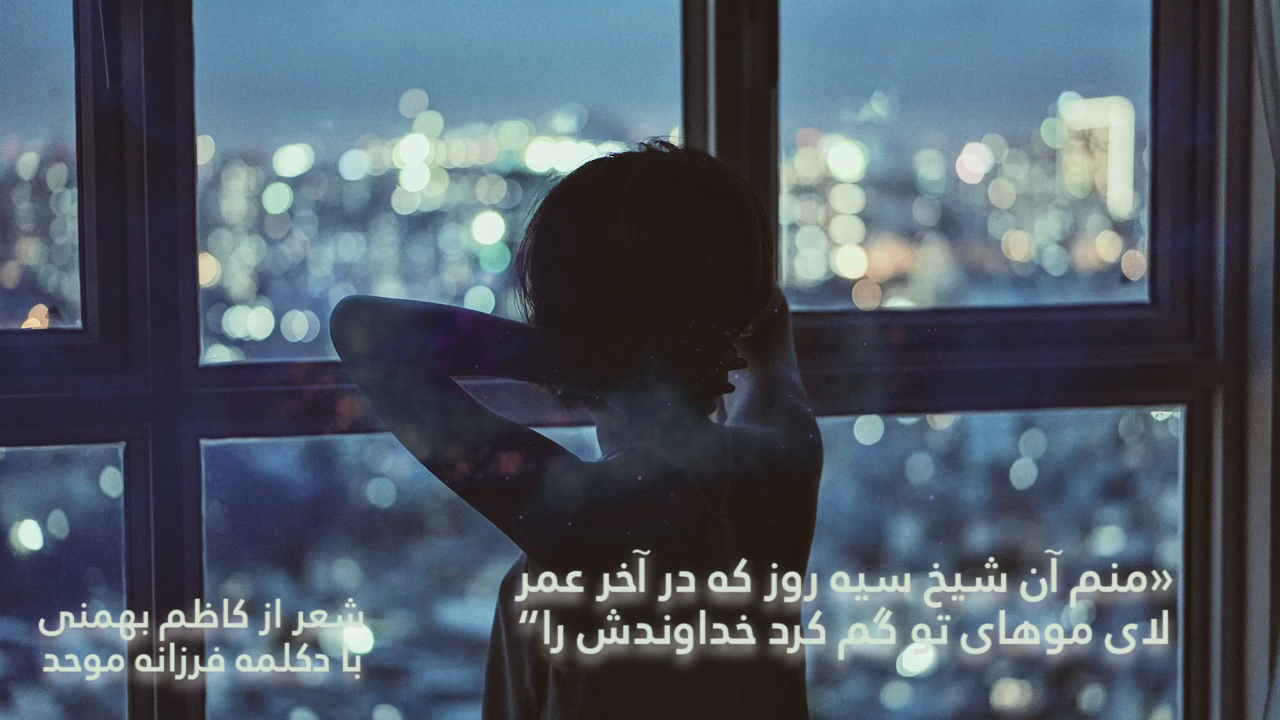 «منم آن شیخ سیه روز که در آخر عمر
لای موهای تو گم کرد خداوندش را“
شعر از کاظم بهمنی
با دکلمه فرزانه موحد